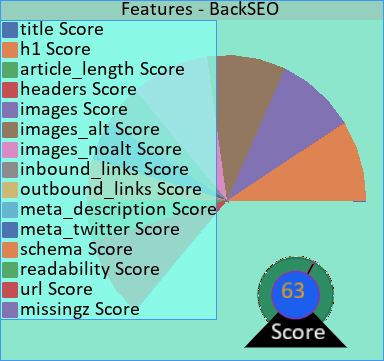 Features - BackSEO
title Score
h1 Score
article_length Score
headers Score
images Score
images_alt Score
images_noalt Score
inbound_links Score
outbound_links Score
meta_description Score
meta_twitter Score
schema Score
readability Score
url Score
missingz Score
63
Score